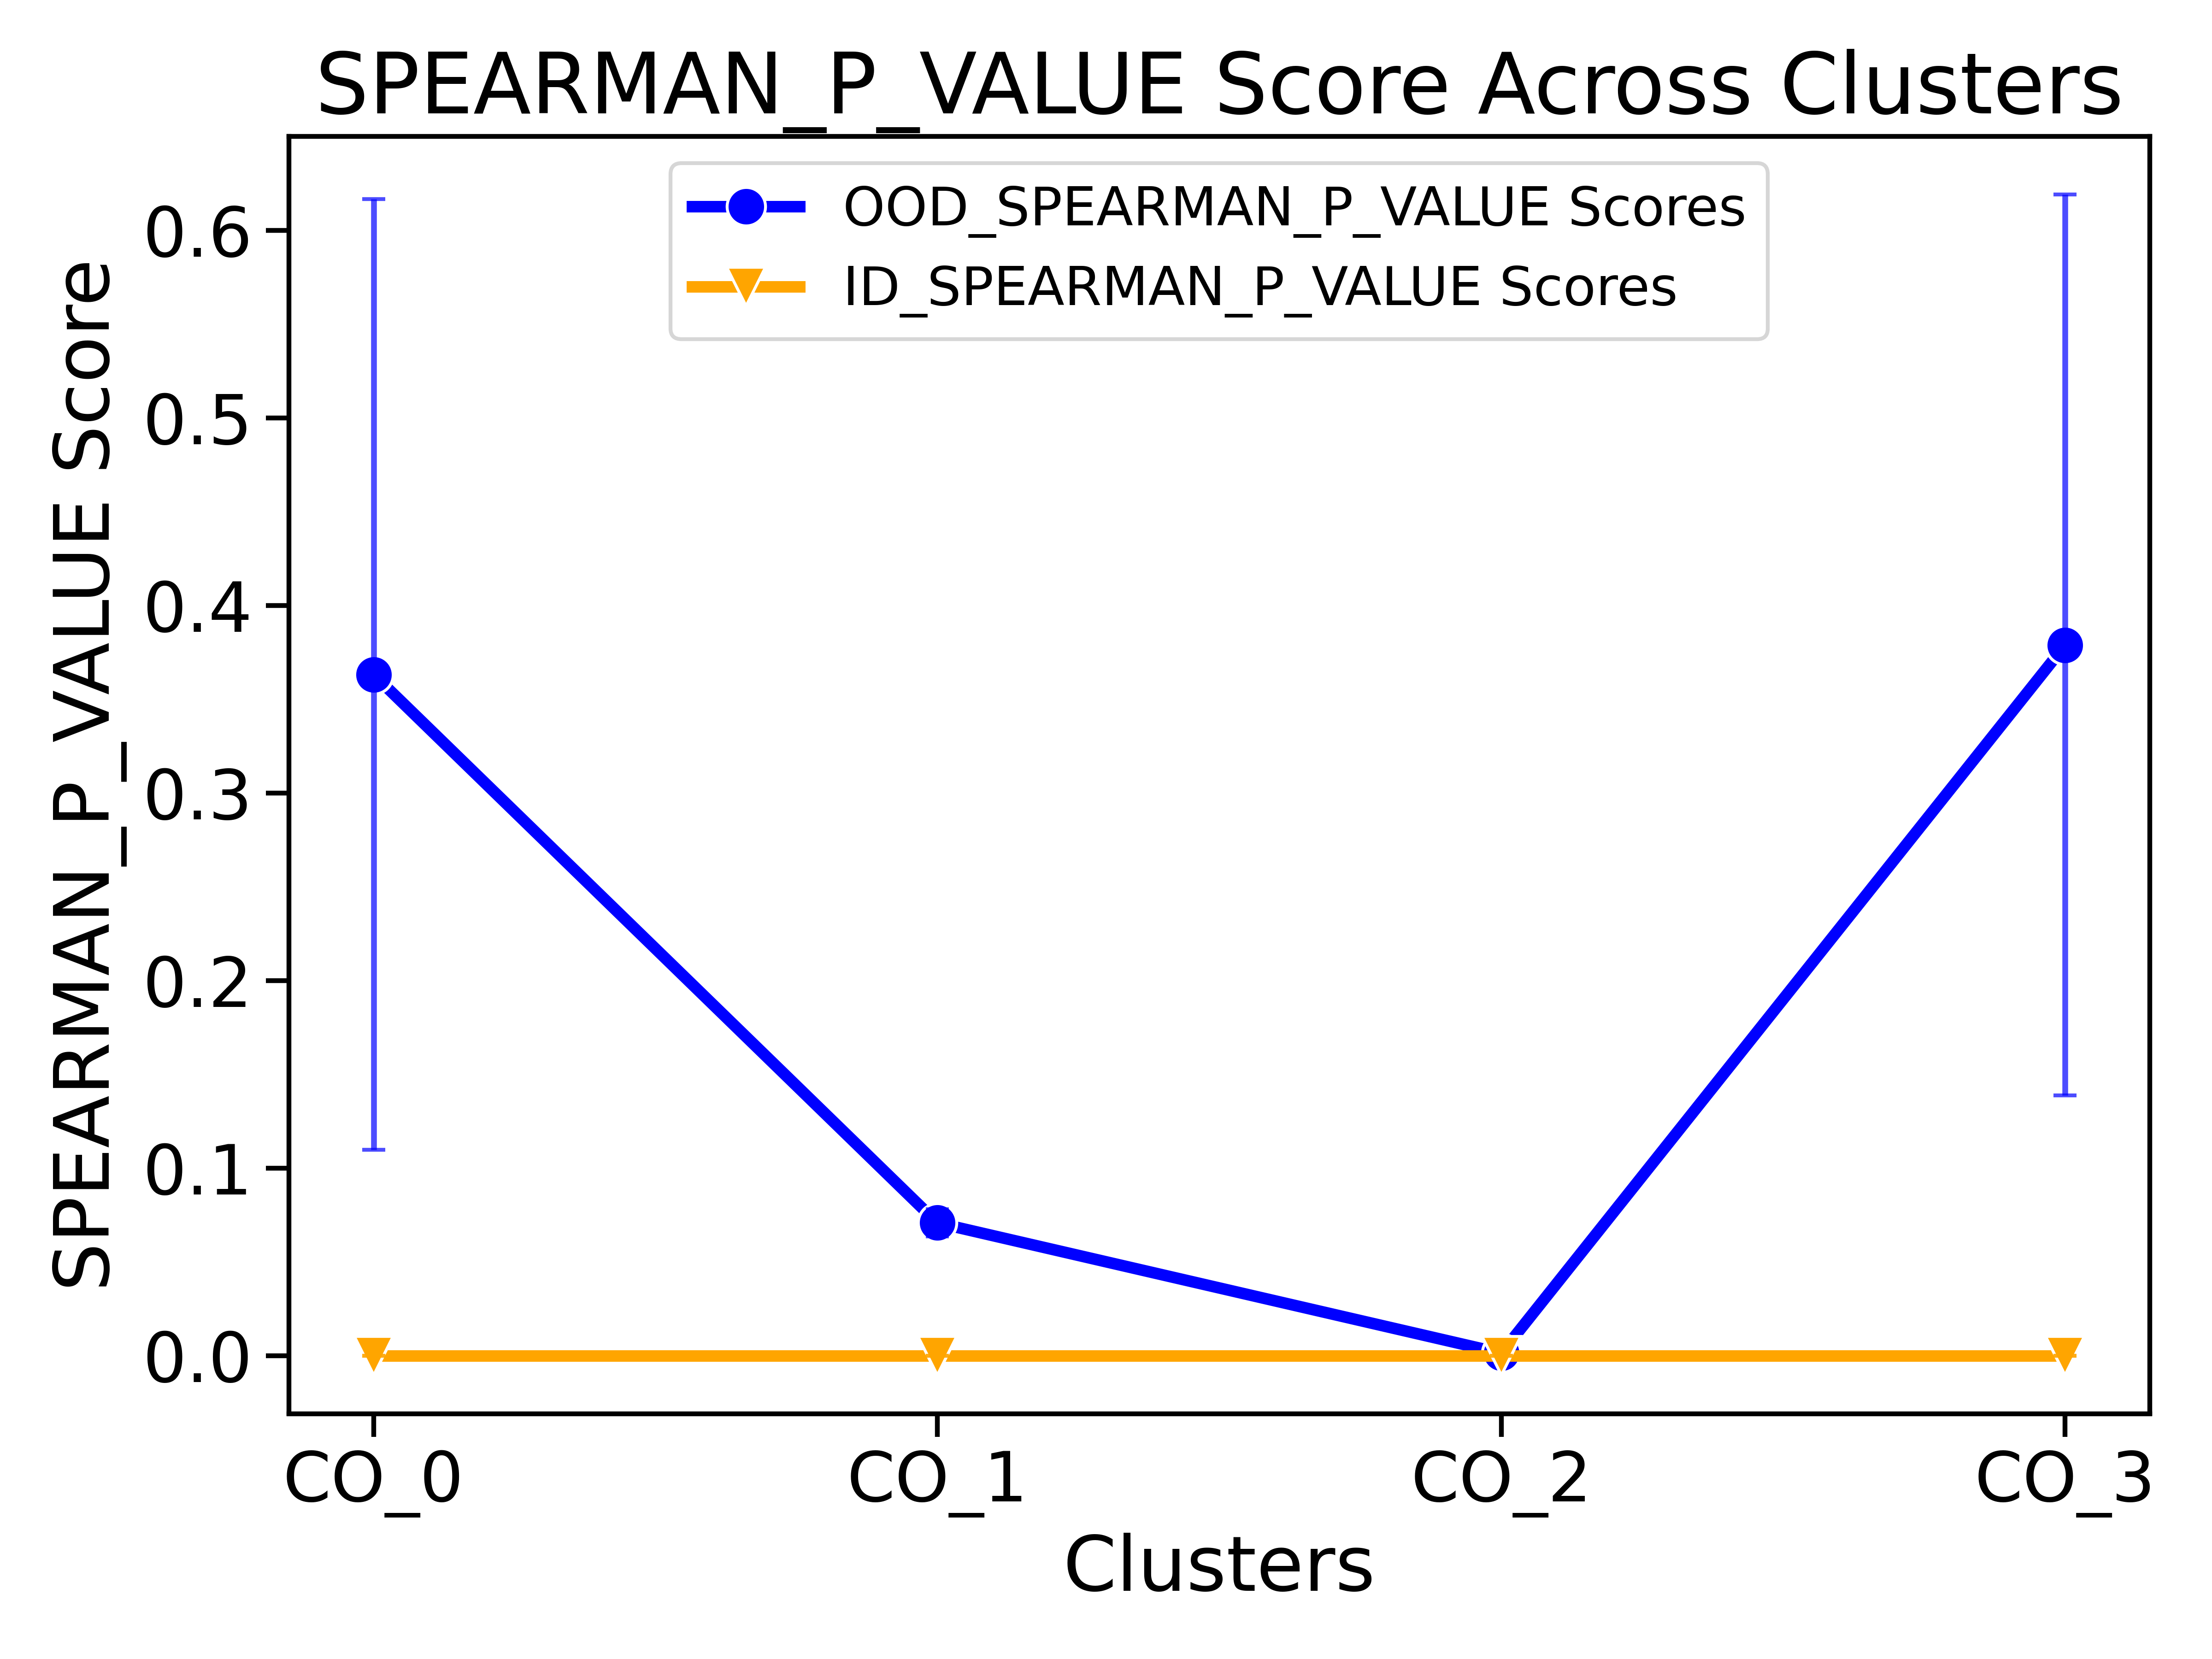 SPEARMAN_P_VALUE Score Across Clusters
OOD_SPEARMAN_P_VALUE Scores
ID_SPEARMAN_P_VALUE Scores
SPEARMAN_P_VALUE Score
0.6
0.5
0.4
0.3
0.2
0.1
0.0
CO_0 CO_1 CO_2 CO_3
Clusters